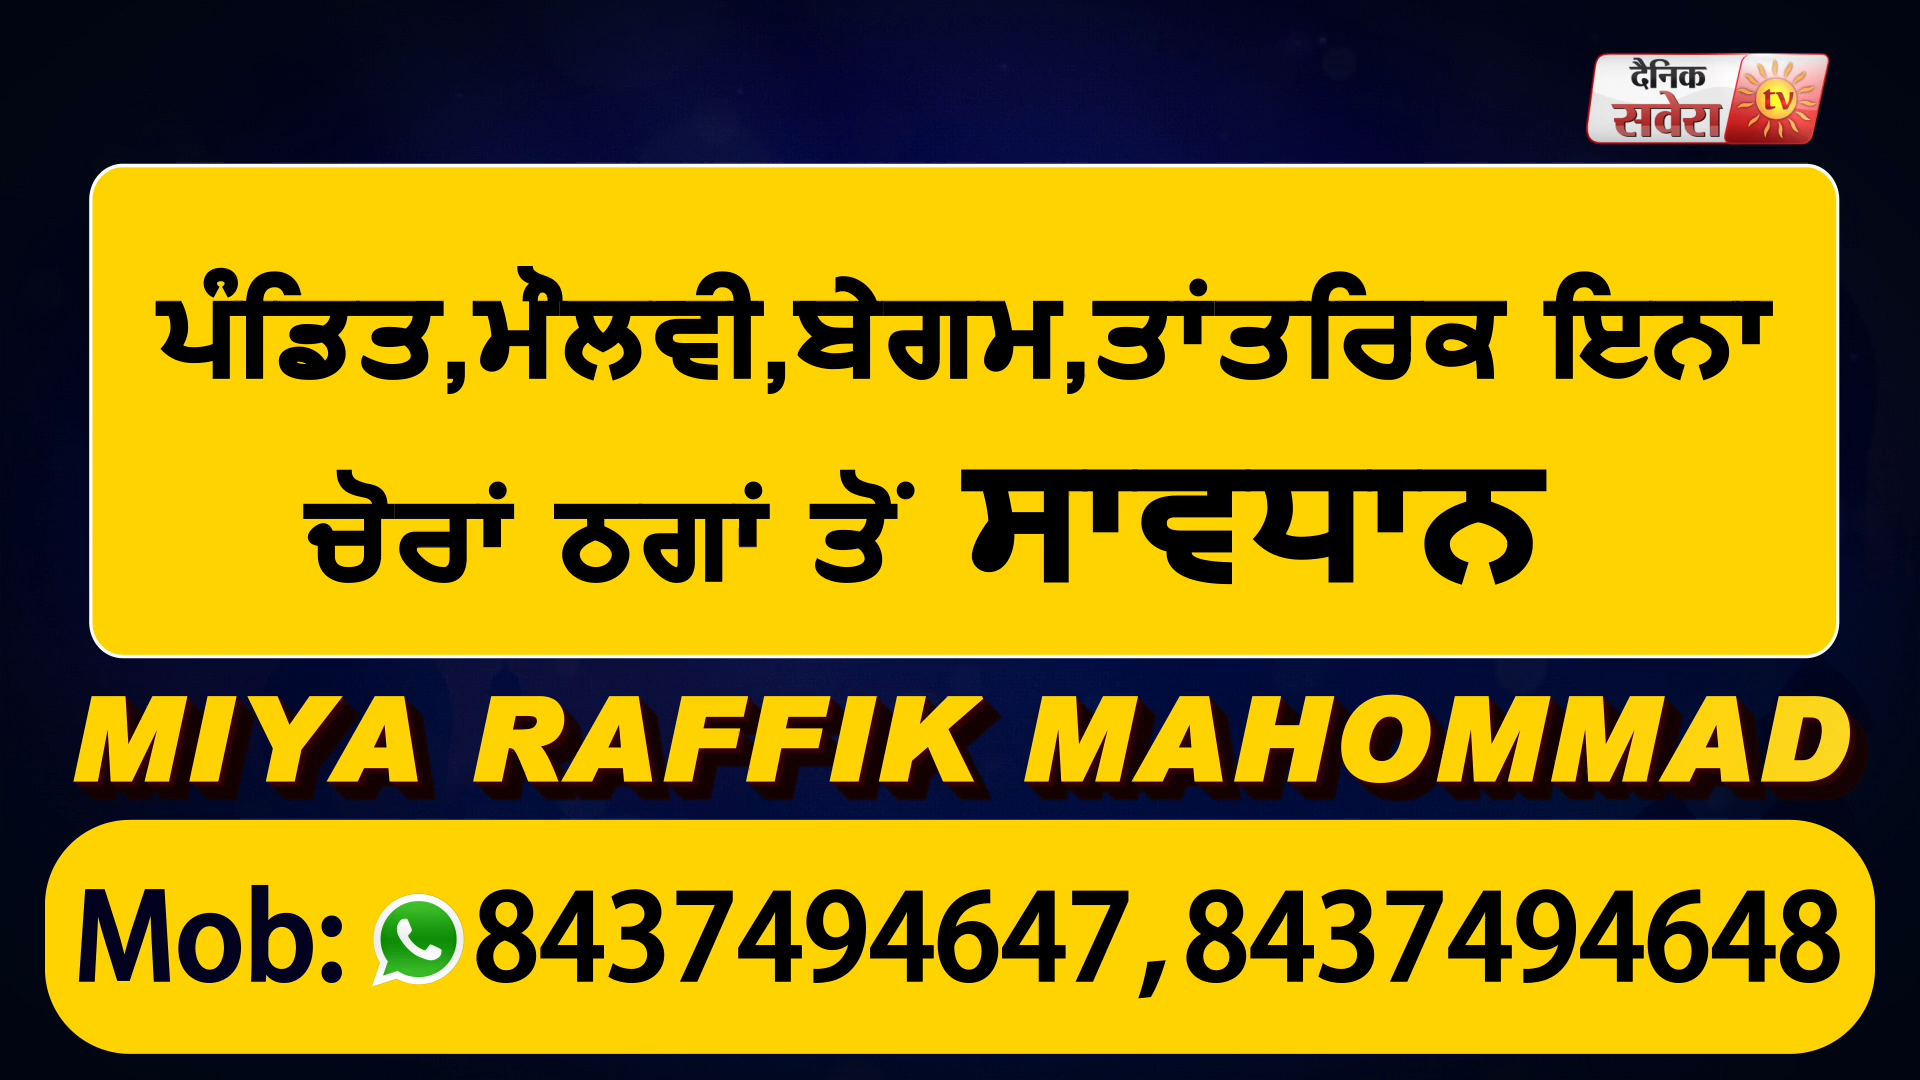 दैनिक
सवेरा tv
ਪੰਡਿਤ,ਮੌਲਵੀ,ਬੇਗਮ,ਤਾਂਤਰਿਕ ਇਨਾ
ਚੋਰਾਂ ਠਗਾਂ ਤੋਂ ਸਾਵਧਾਨ
MIYA RAFFIK MAHOMMAD
Mob: 8437494647,8437494648